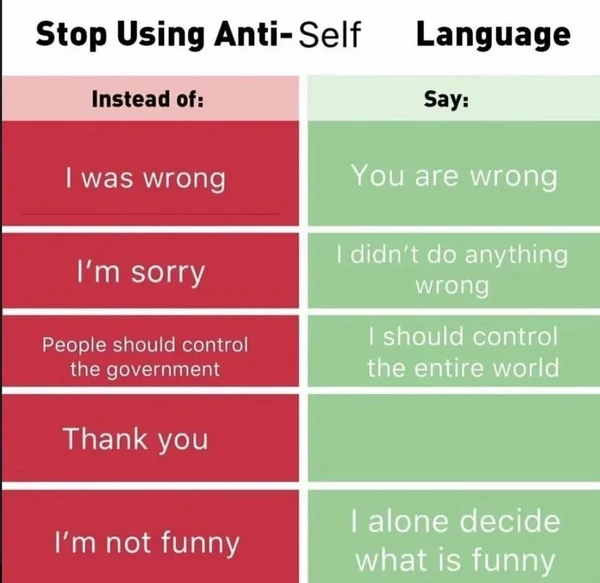 Stop Using Anti-Self Language
Instead of:
Say:
I was wrong
You are wrong
I'm sorry
I didn't do anything
wrong
People should control
the government
I should control
the entire world
Thank you
I'm not funny
I alone decide
what is funny